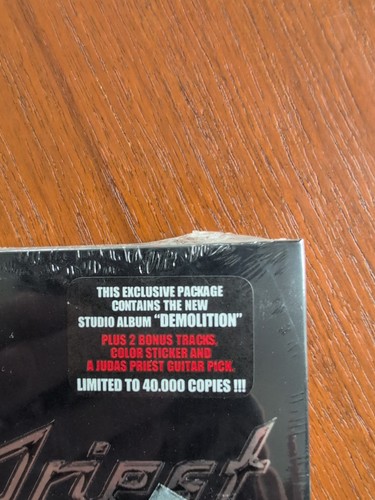 THIS EXCLUSIVE PACKAGE
CONTAINS THE NEW
STUDIO ALBUM "DEMOLITION"
PLUS 2 BONUS TRACKS,
COLOR STICKER AND
A JUDAS PRIEST GUITAR PICK.
LIMITED TO 40.000 COPIES !!!
Priest